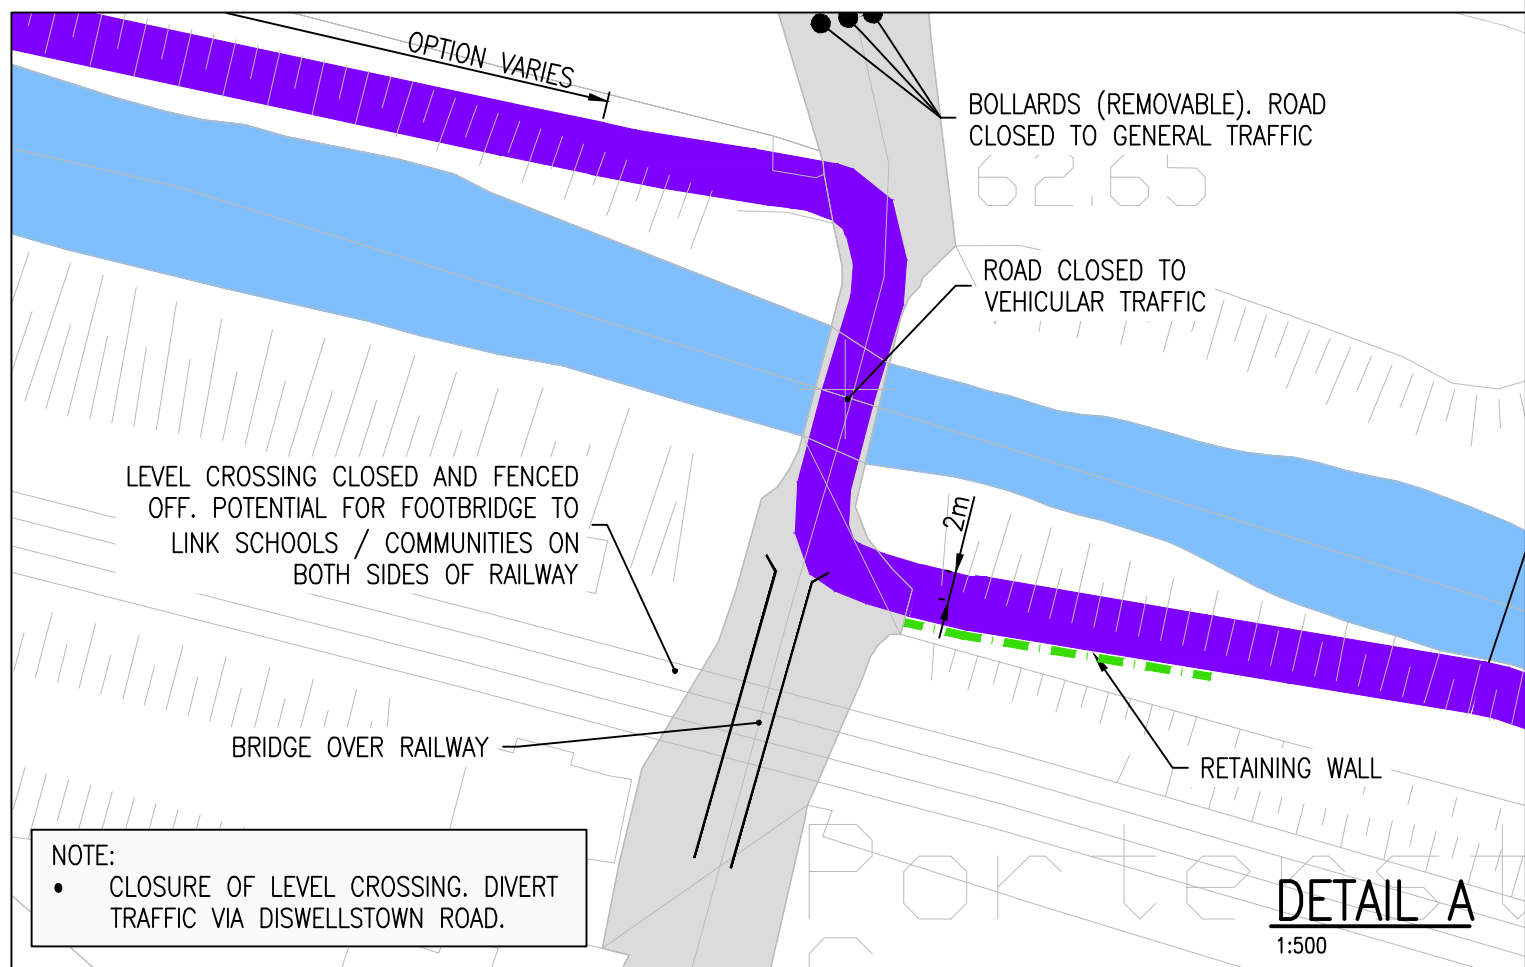 OPTION VARIES
BOLLARDS (REMOVABLE). ROAD
CLOSED TO GENERAL TRAFFIC
62.65
ROAD CLOSED TO
VEHICULAR TRAFFIC
LEVEL CROSSING CLOSED AND FENCED
OFF. POTENTIAL FOR FOOTBRIDGE TO
LINK SCHOOLS / COMMUNITIES ON
BOTH SIDES OF RAILWAY
2m
BRIDGE OVER RAILWAY
RETAINING WALL
NOTE:
• CLOSURE OF LEVEL CROSSING. DIVERT
TRAFFIC VIA DISWELLSTOWN ROAD.
DETAIL A
1:500